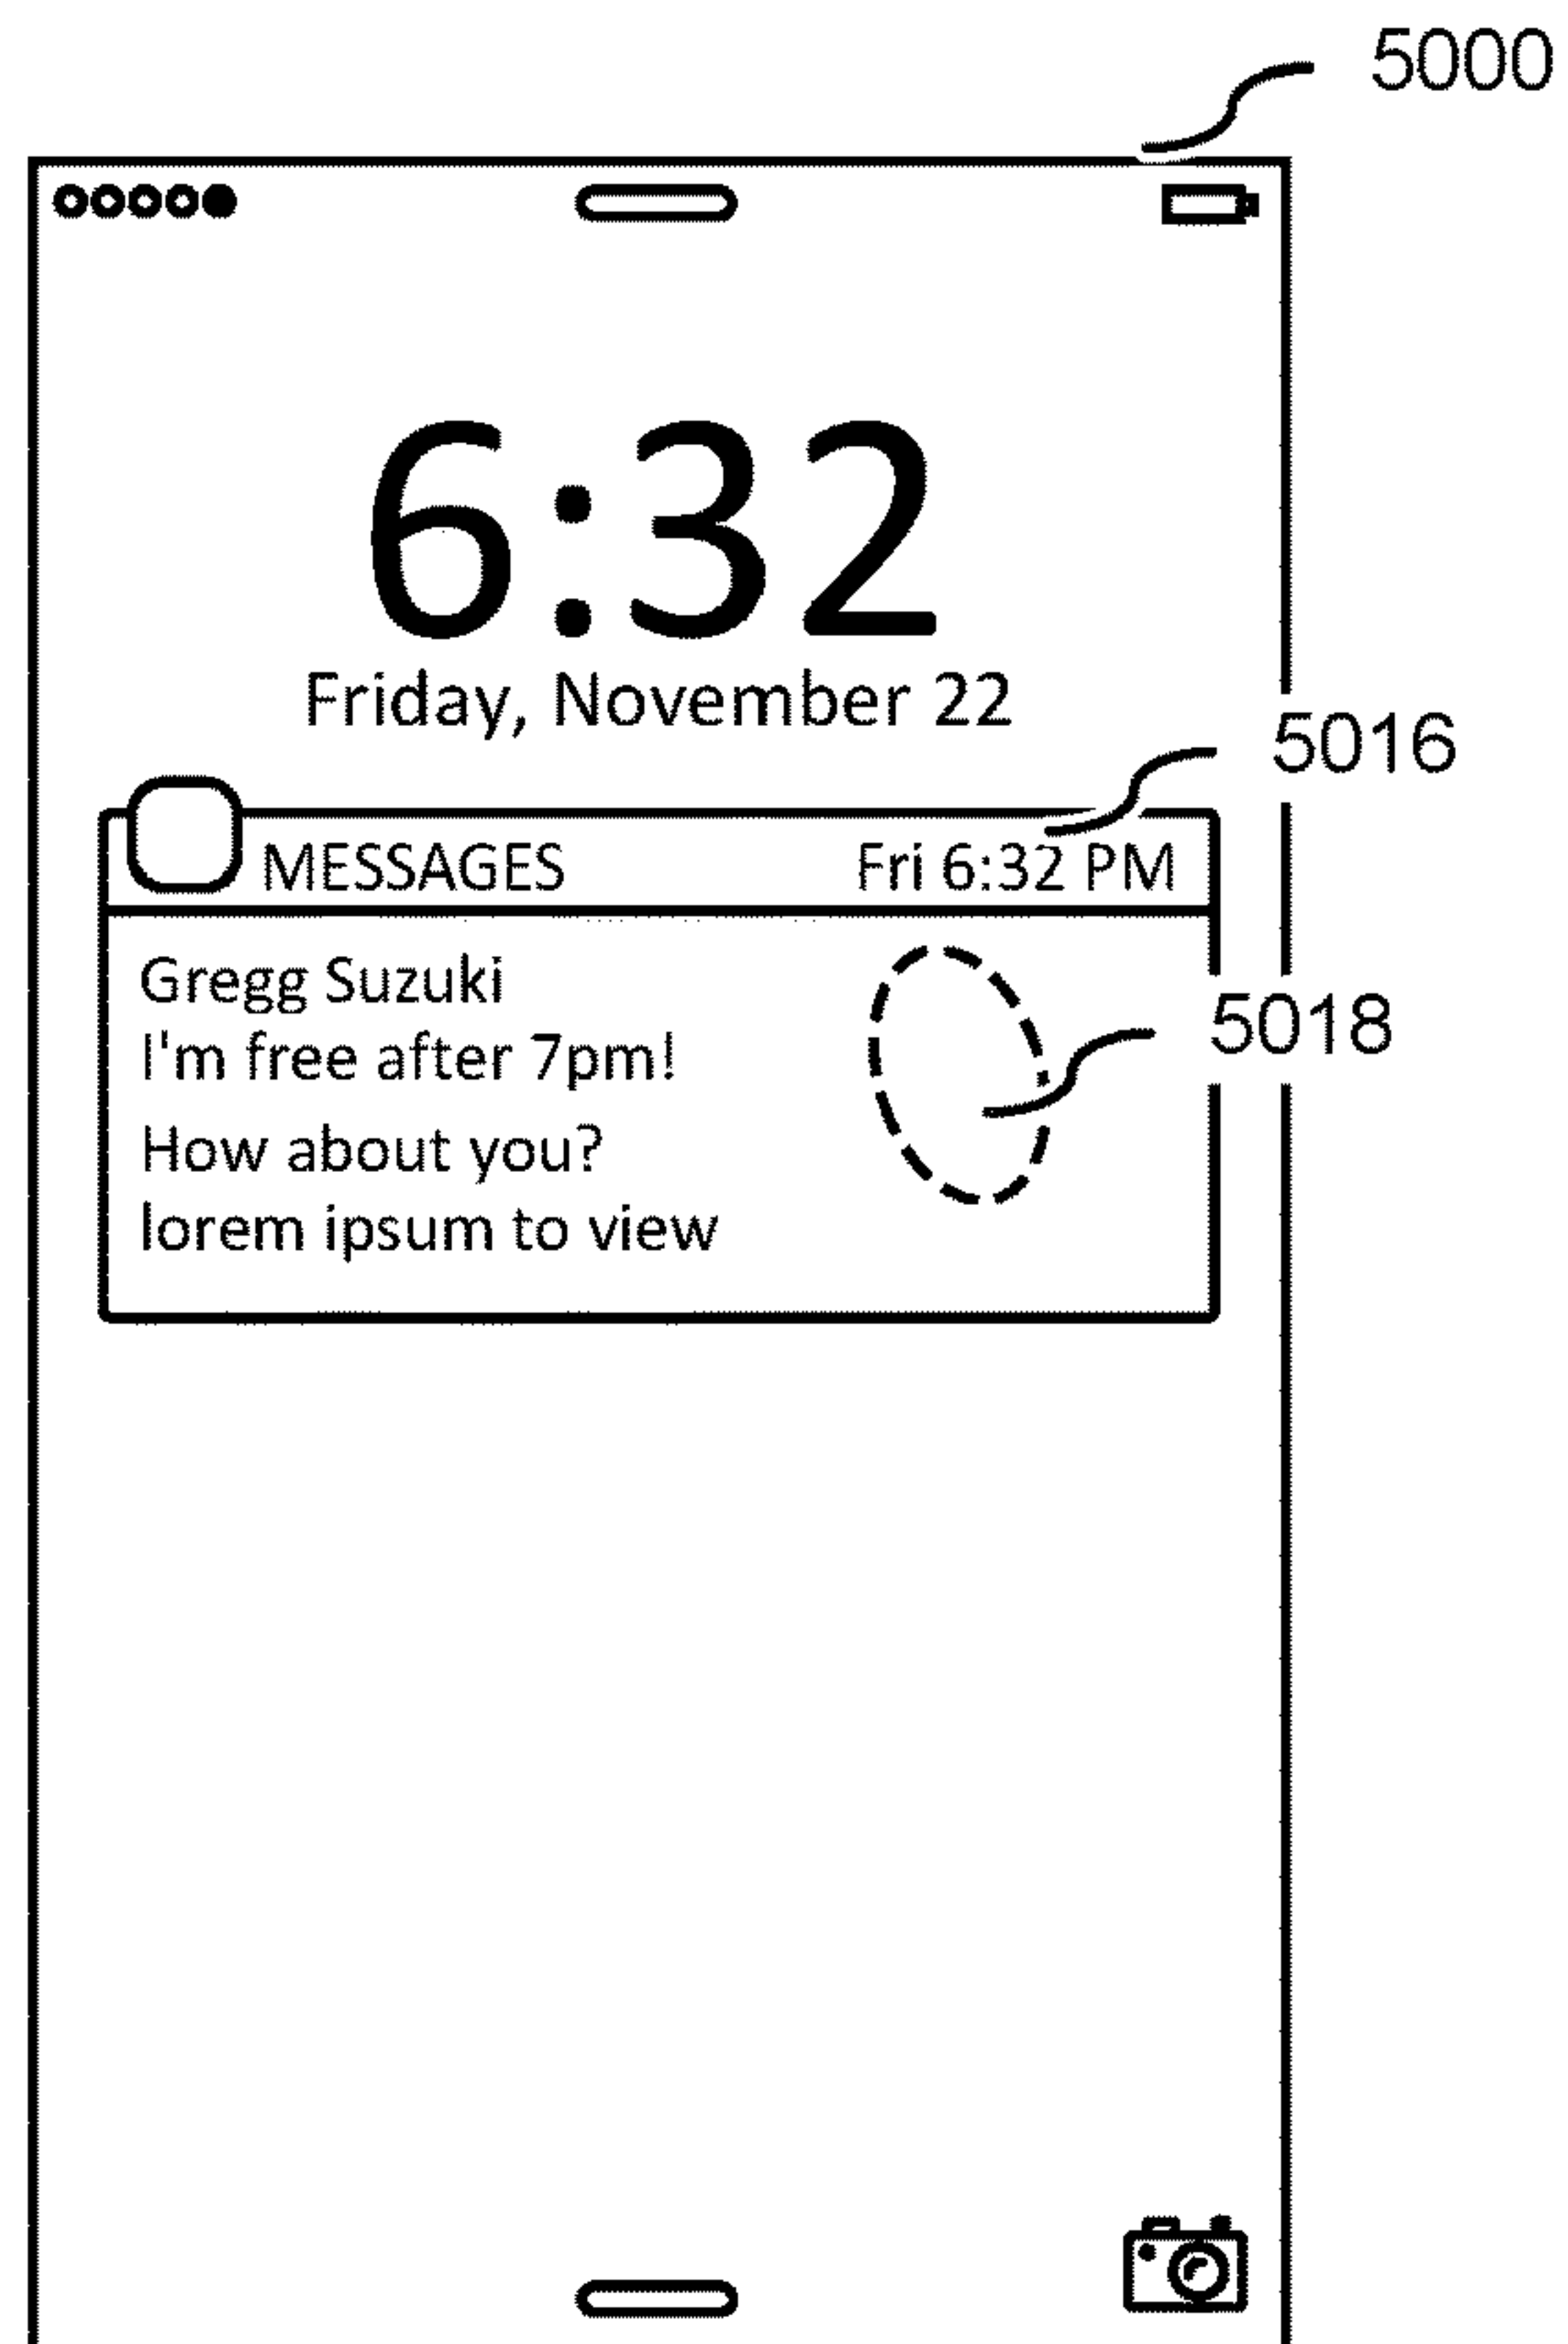 5000
6:32
Friday, November 22
5016
MESSAGES Fri 6:32 PM
Gregg Suzuki
5018
I'm free after 7pm!
How about you?
lorem ipsum to view